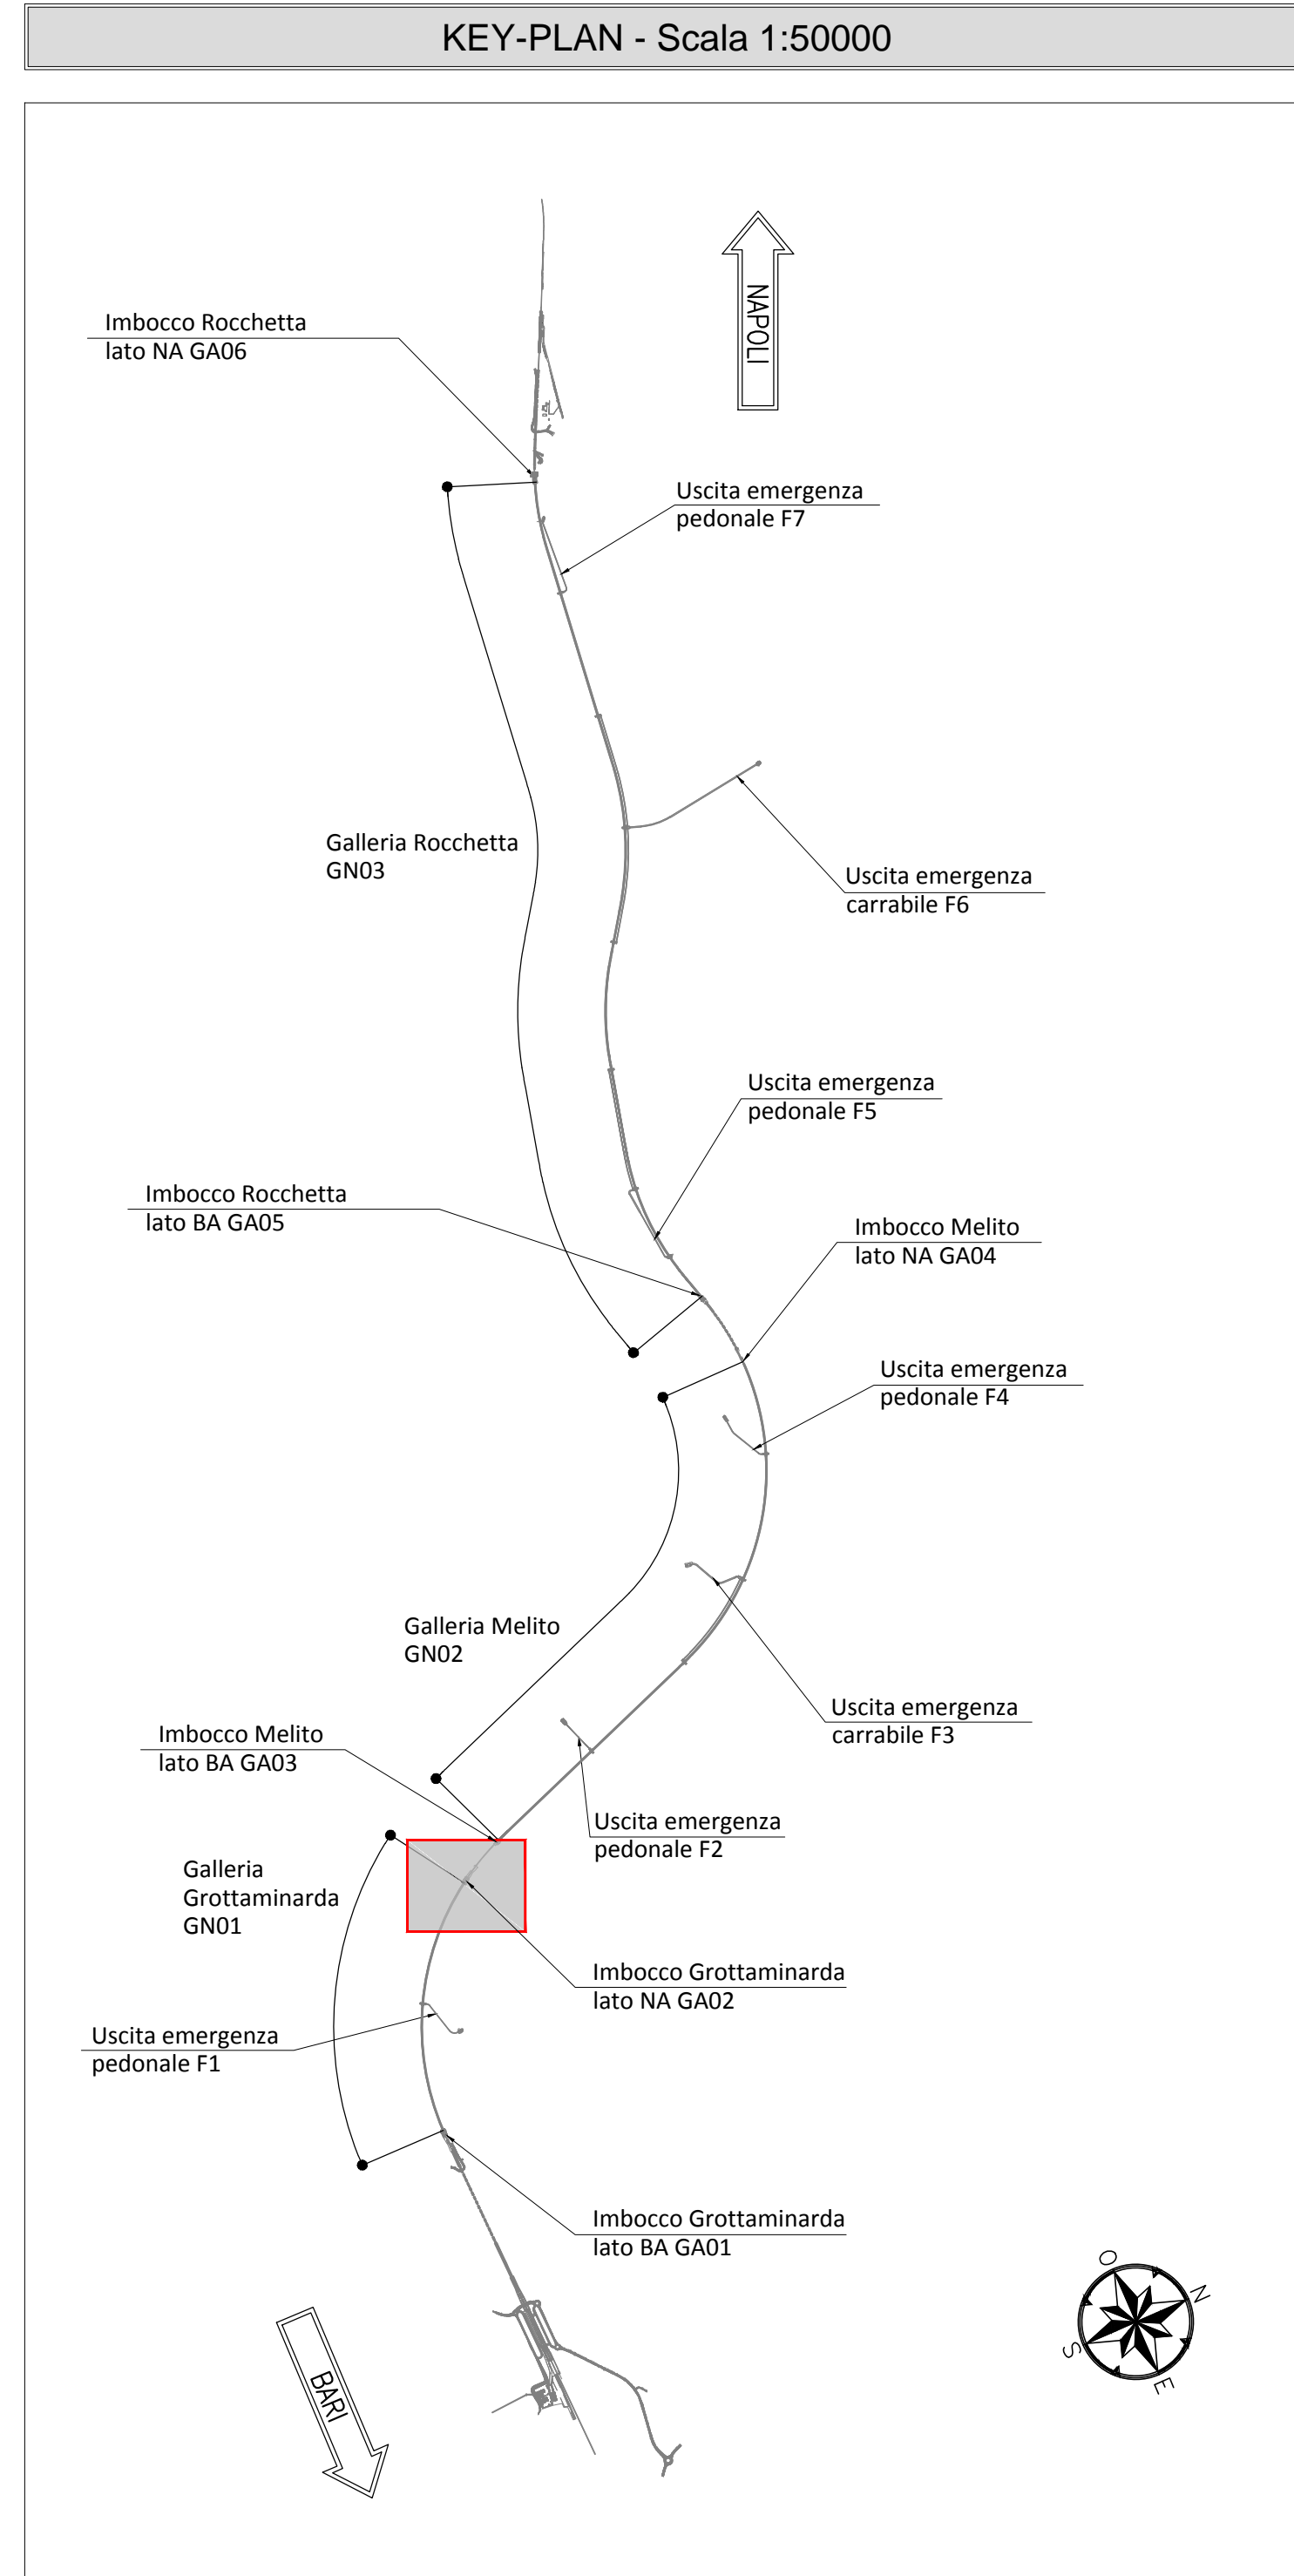 KEY-PLAN - Scala 1:50000
NAPOLI
Imbocco Rocchetta
lato NA GA06
Uscita emergenza
pedonale F7
Galleria Rocchetta
GN03
Uscita emergenza
carrabile F6
Uscita emergenza
pedonale F5
Imbocco Rocchetta
lato BA GA05
Imbocco Melito
lato NA GA04
Uscita emergenza
pedonale F4
Galleria Melito
GN02
Uscita emergenza
carrabile F3
Imbocco Melito
lato BA GA03
Uscita emergenza
pedonale F2
Galleria
Grottaminarda
GN01
Imbocco Grottaminarda
lato NA GA02
Uscita emergenza
pedonale F1
Imbocco Grottaminarda
lato BA GA01
O
N
S
E
BARI